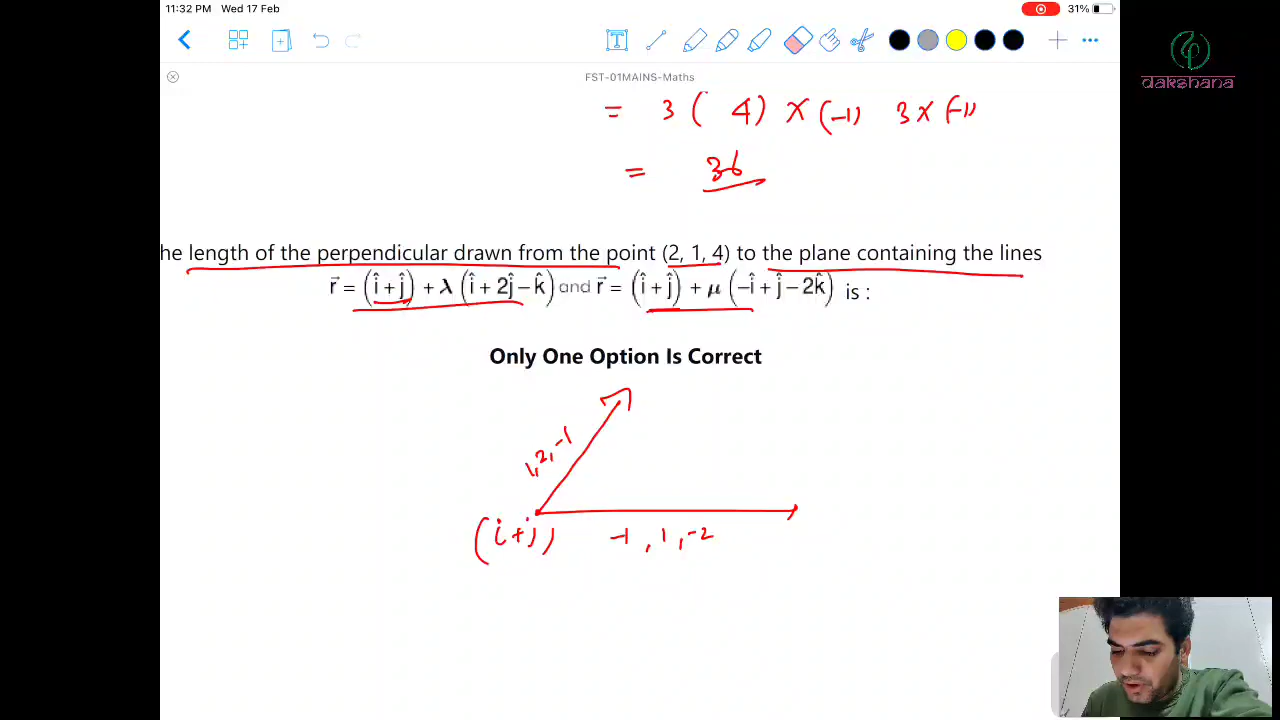 11:32 PM Wed 17 Feb
31%
dakshana
FST-01MAINS-Maths
= 3 ( 4) × (-1) 3 × (-1)
= 36
he length of the perpendicular drawn from the point (2, 1, 4) to the plane containing the lines
r⃗ = (î + ĵ) + λ (î + 2ĵ − k̂) and r⃗ = (î + ĵ) + μ (−î + ĵ − 2k̂) is :
Only One Option Is Correct
1, 2, -1
(i+j) -1, 1, -2